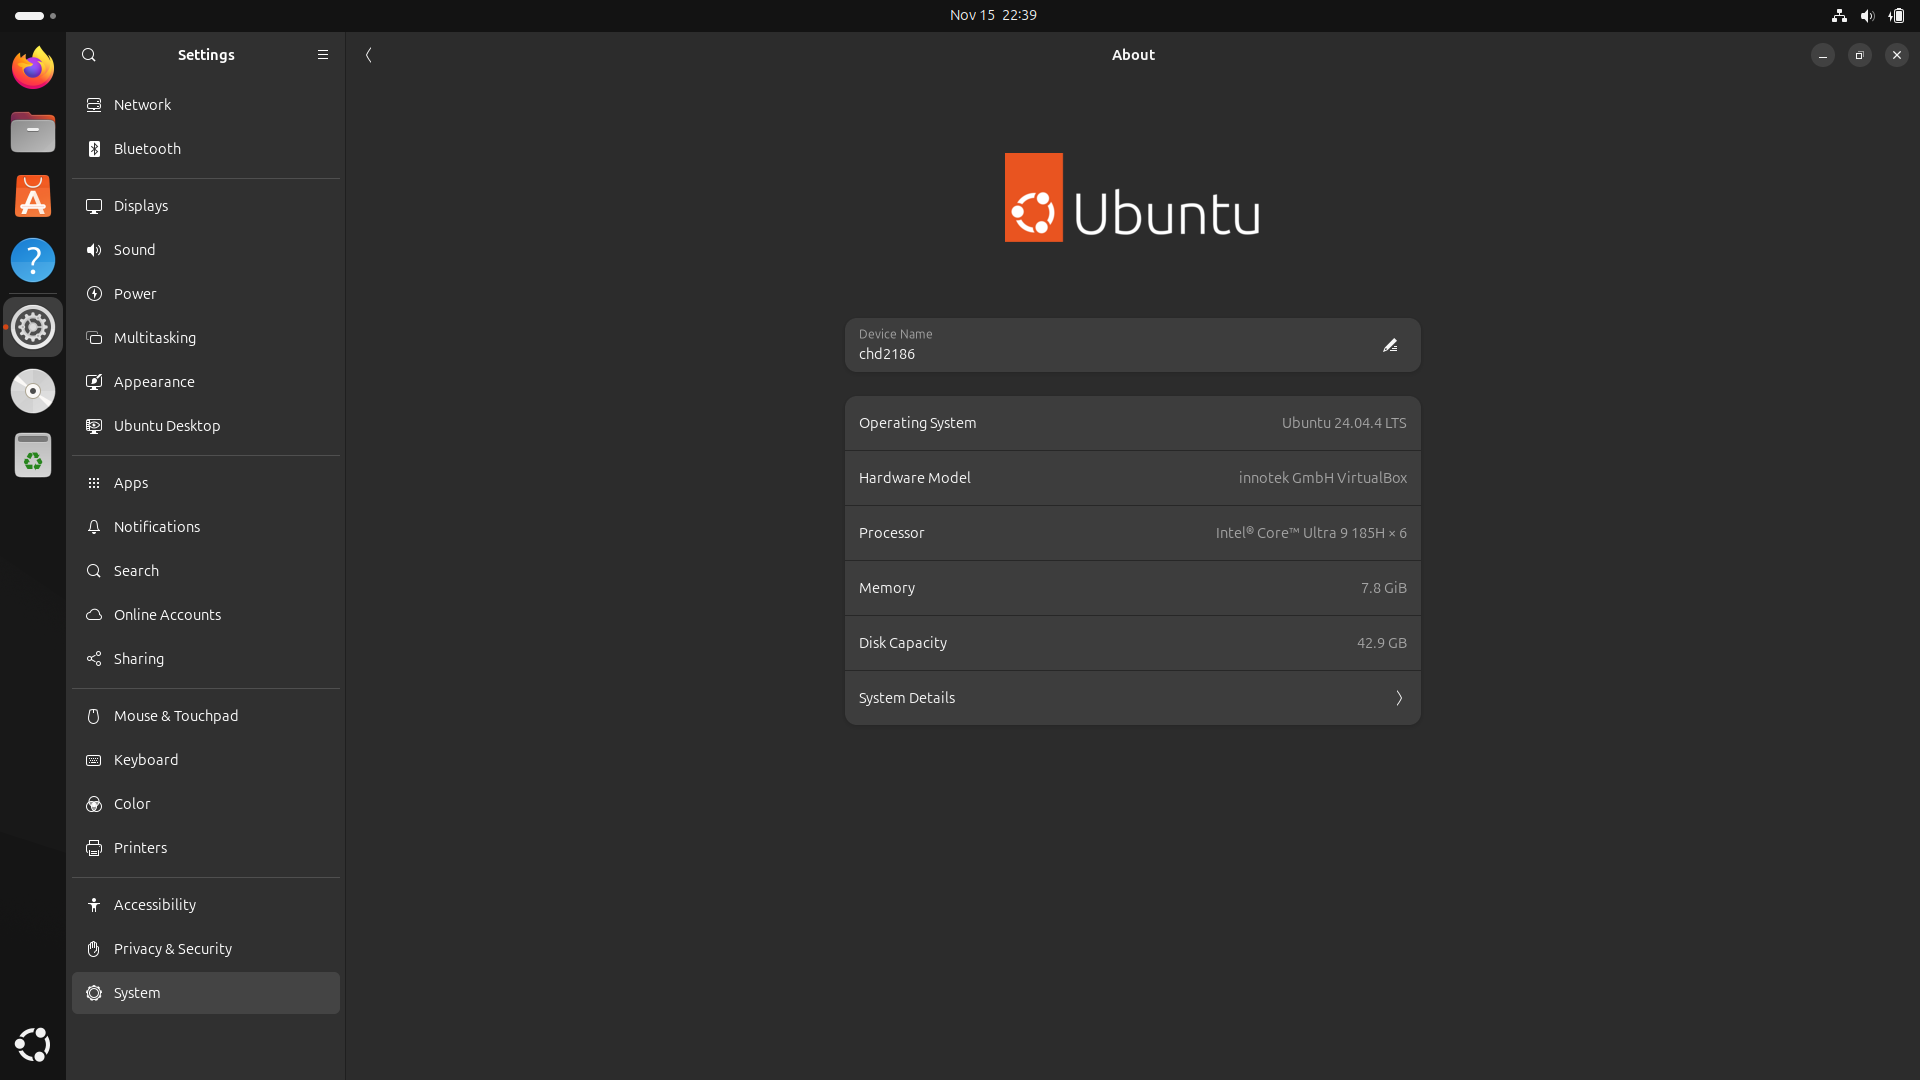 Nov 15 22:39
Settings
About
Network
Bluetooth
Displays
Sound
Power
Multitasking
Appearance
Ubuntu Desktop
Apps
Notifications
Search
Online Accounts
Sharing
Mouse & Touchpad
Keyboard
Color
Printers
Accessibility
Privacy & Security
System
Ubuntu
Device Name
chd2186
Operating System Ubuntu 24.04.4 LTS
Hardware Model innotek GmbH VirtualBox
Processor Intel® Core™ Ultra 9 185H × 6
Memory 7.8 GiB
Disk Capacity 42.9 GB
System Details